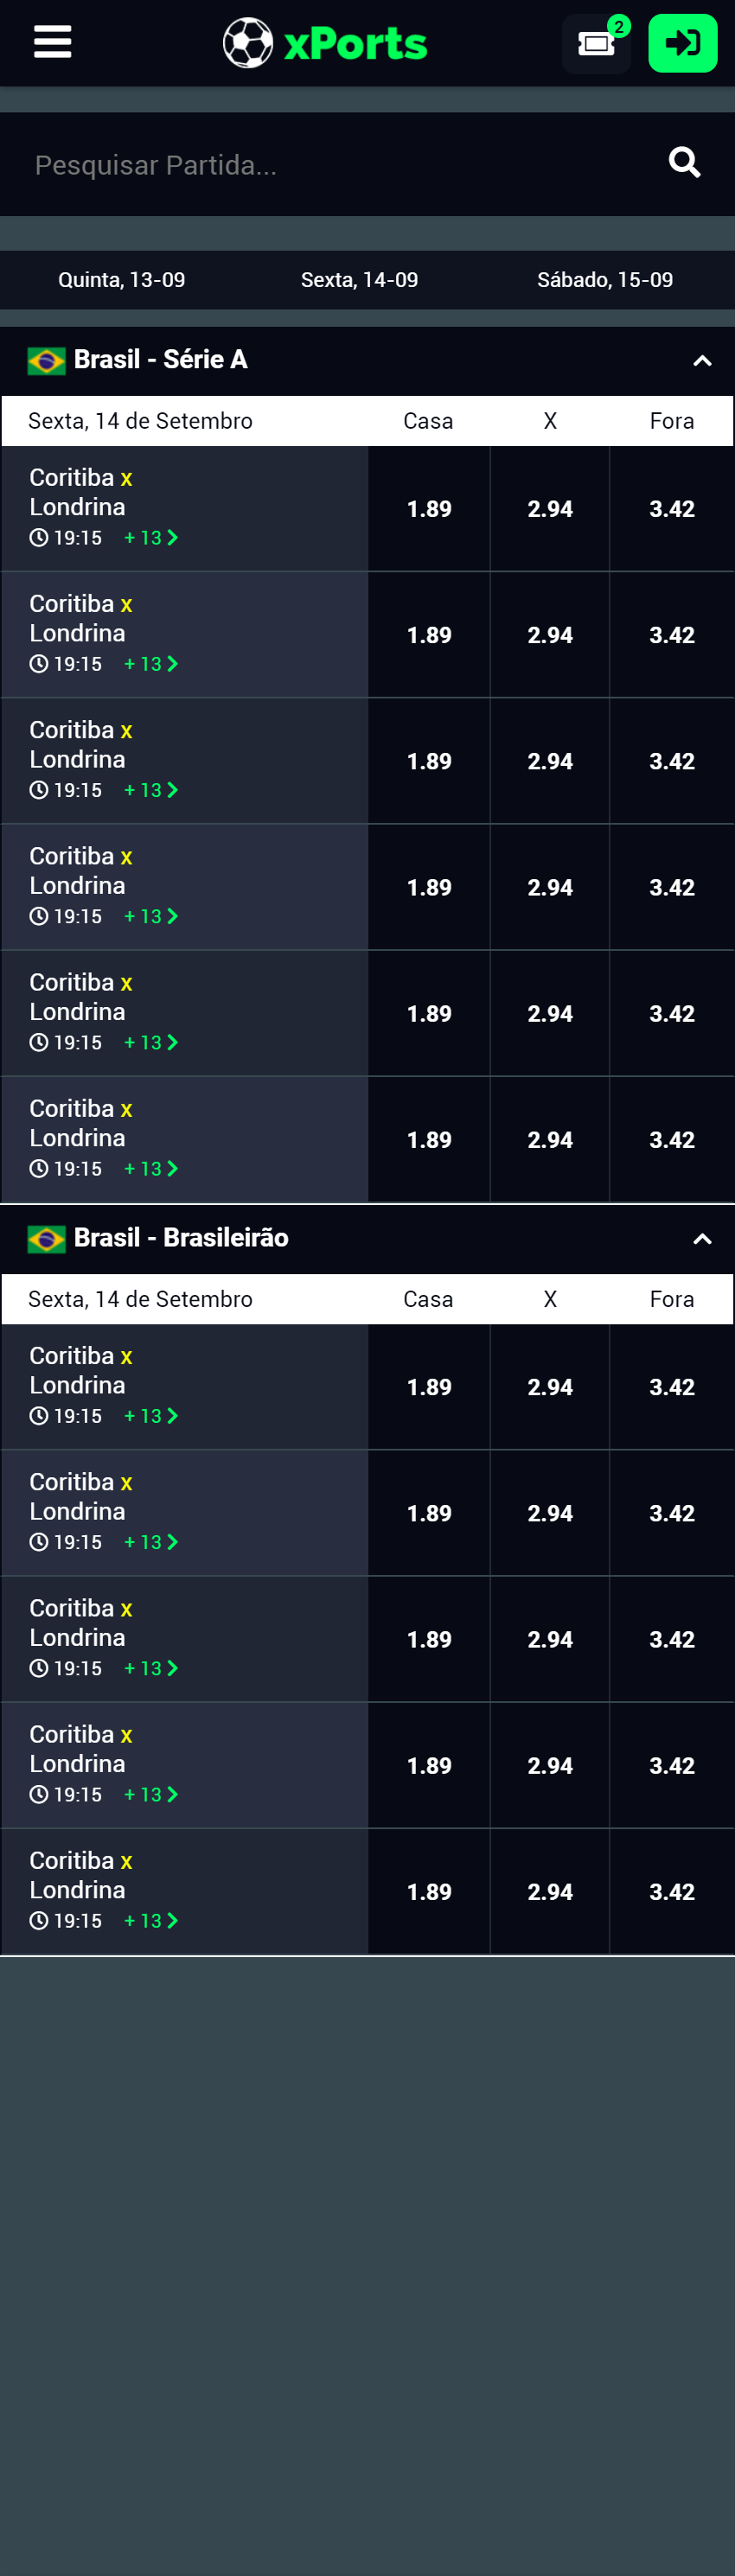 xPorts 2
Pesquisar Partida...
Quinta, 13-09 Sexta, 14-09 Sábado, 15-09
Brasil - Série A
Sexta, 14 de Setembro Casa X Fora
Coritiba x
Londrina 1.89 2.94 3.42
19:15 + 13
Coritiba x
Londrina 1.89 2.94 3.42
19:15 + 13
Coritiba x
Londrina 1.89 2.94 3.42
19:15 + 13
Coritiba x
Londrina 1.89 2.94 3.42
19:15 + 13
Coritiba x
Londrina 1.89 2.94 3.42
19:15 + 13
Coritiba x
Londrina 1.89 2.94 3.42
19:15 + 13
Brasil - Brasileirão
Sexta, 14 de Setembro Casa X Fora
Coritiba x
Londrina 1.89 2.94 3.42
19:15 + 13
Coritiba x
Londrina 1.89 2.94 3.42
19:15 + 13
Coritiba x
Londrina 1.89 2.94 3.42
19:15 + 13
Coritiba x
Londrina 1.89 2.94 3.42
19:15 + 13
Coritiba x
Londrina 1.89 2.94 3.42
19:15 + 13